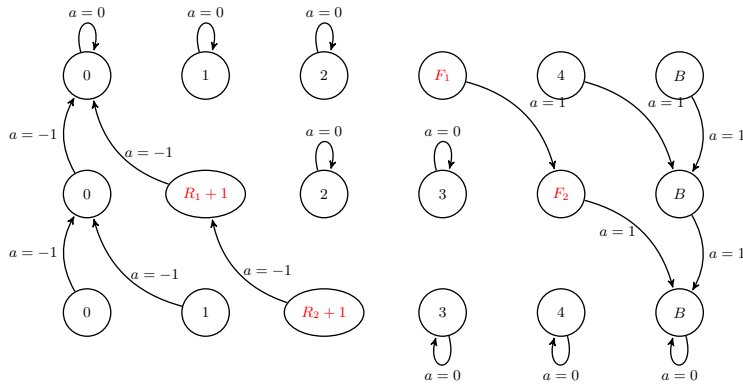 a = 0 a = 0 a = 0
0 1 2 F₁ 4 B
a = 1 a = 1
a = −1 a = 0 a = 0 a = 1
a = −1
0 R₁ + 1 2 3 F₂ B
a = 1
a = −1 a = −1 a = −1 a = 1
0 1 R₂ + 1 3 4 B
a = 0 a = 0 a = 0